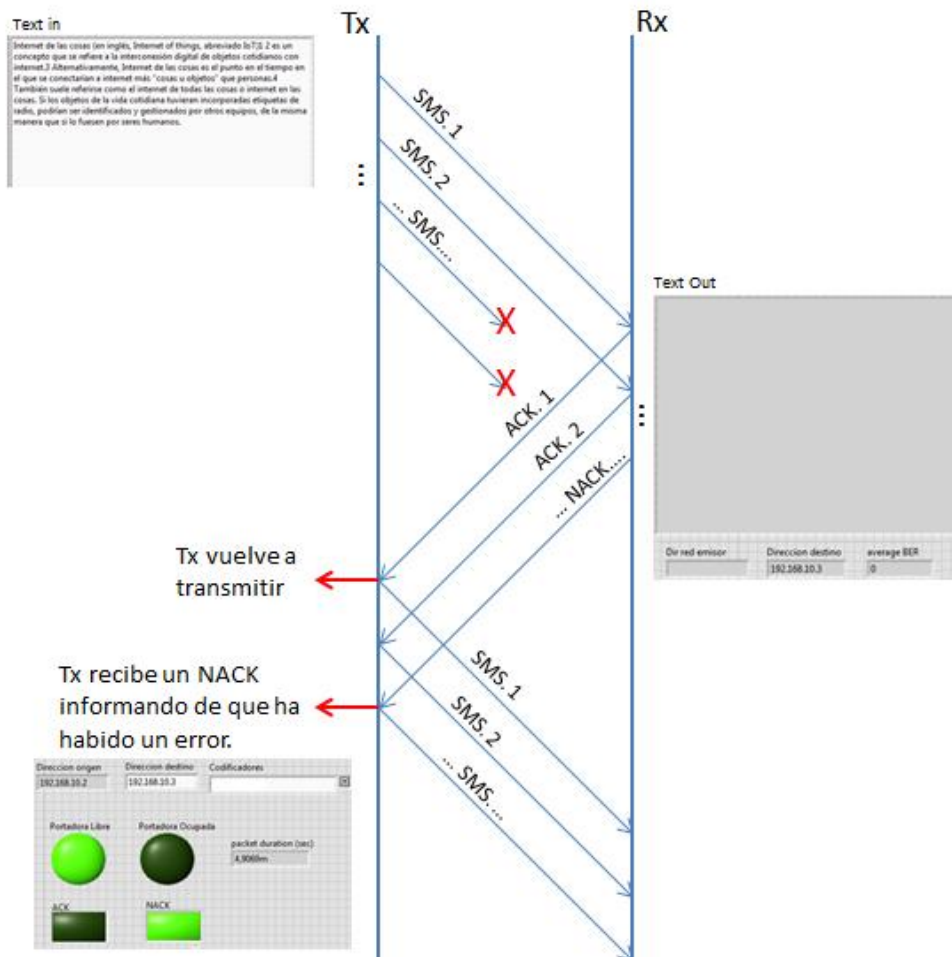 Text in
Internet de las cosas (en inglés, Internet of things, abreviado IoT;1 2 es un
concepto que se refiere a la interconexión digital de objetos cotidianos con
internet.3 Alternativamente, Internet de las cosas es el punto en el tiempo en
el que se conectarían a internet más "cosas u objetos" que personas.4
También suele referirse como el internet de todas las cosas o internet en las
cosas. Si los objetos de la vida cotidiana tuvieran incorporadas etiquetas de
radio, podrían ser identificados y gestionados por otros equipos, de la misma
manera que si lo fuesen por seres humanos.
Tx
Rx
SMS. 1
SMS. 2
... SMS....
...
X
X
Text Out
...
ACK. 1
ACK. 2
... NACK....
Dir red emisor
Direccion destino
average BER
192.168.10.3
0
Tx vuelve a
transmitir
Tx recibe un NACK
informando de que ha
habido un error.
SMS. 1
SMS. 2
... SMS. ...
Direccion origen
Direccion destino
Codificadores
192.168.10.2
192.168.10.3
Portadora Libre
Portadora Ocupada
packet duration (sec)
4,9069m
ACK
NACK